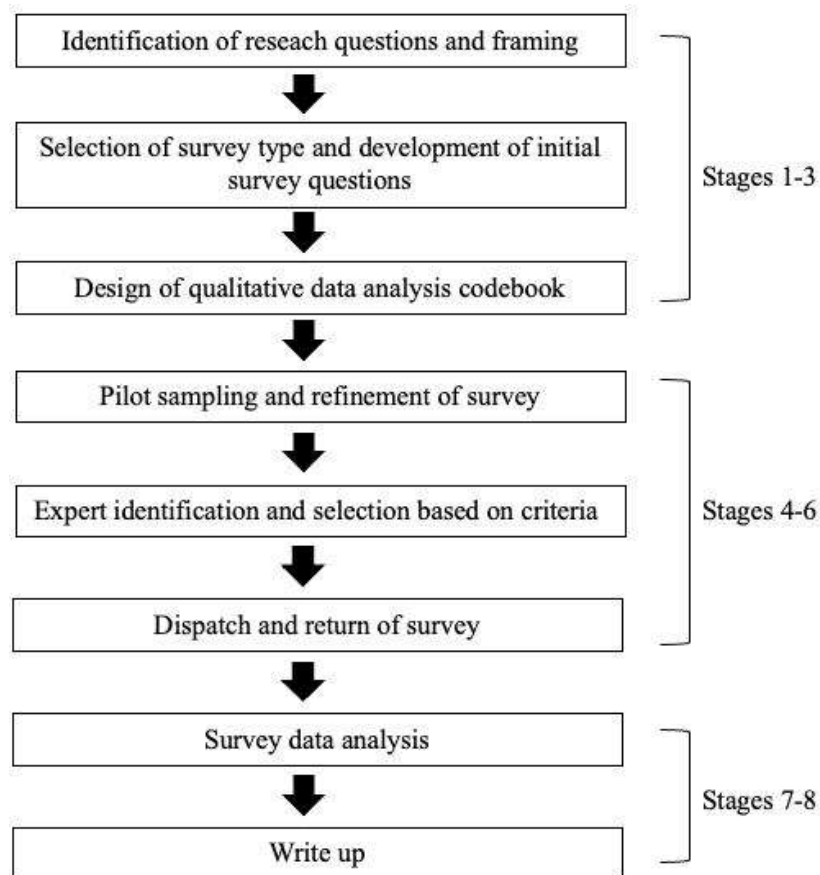 Identification of reseach questions and framing
Selection of survey type and development of initial
survey questions
Design of qualitative data analysis codebook
Stages 1-3
Pilot sampling and refinement of survey
Expert identification and selection based on criteria
Dispatch and return of survey
Stages 4-6
Survey data analysis
Write up
Stages 7-8